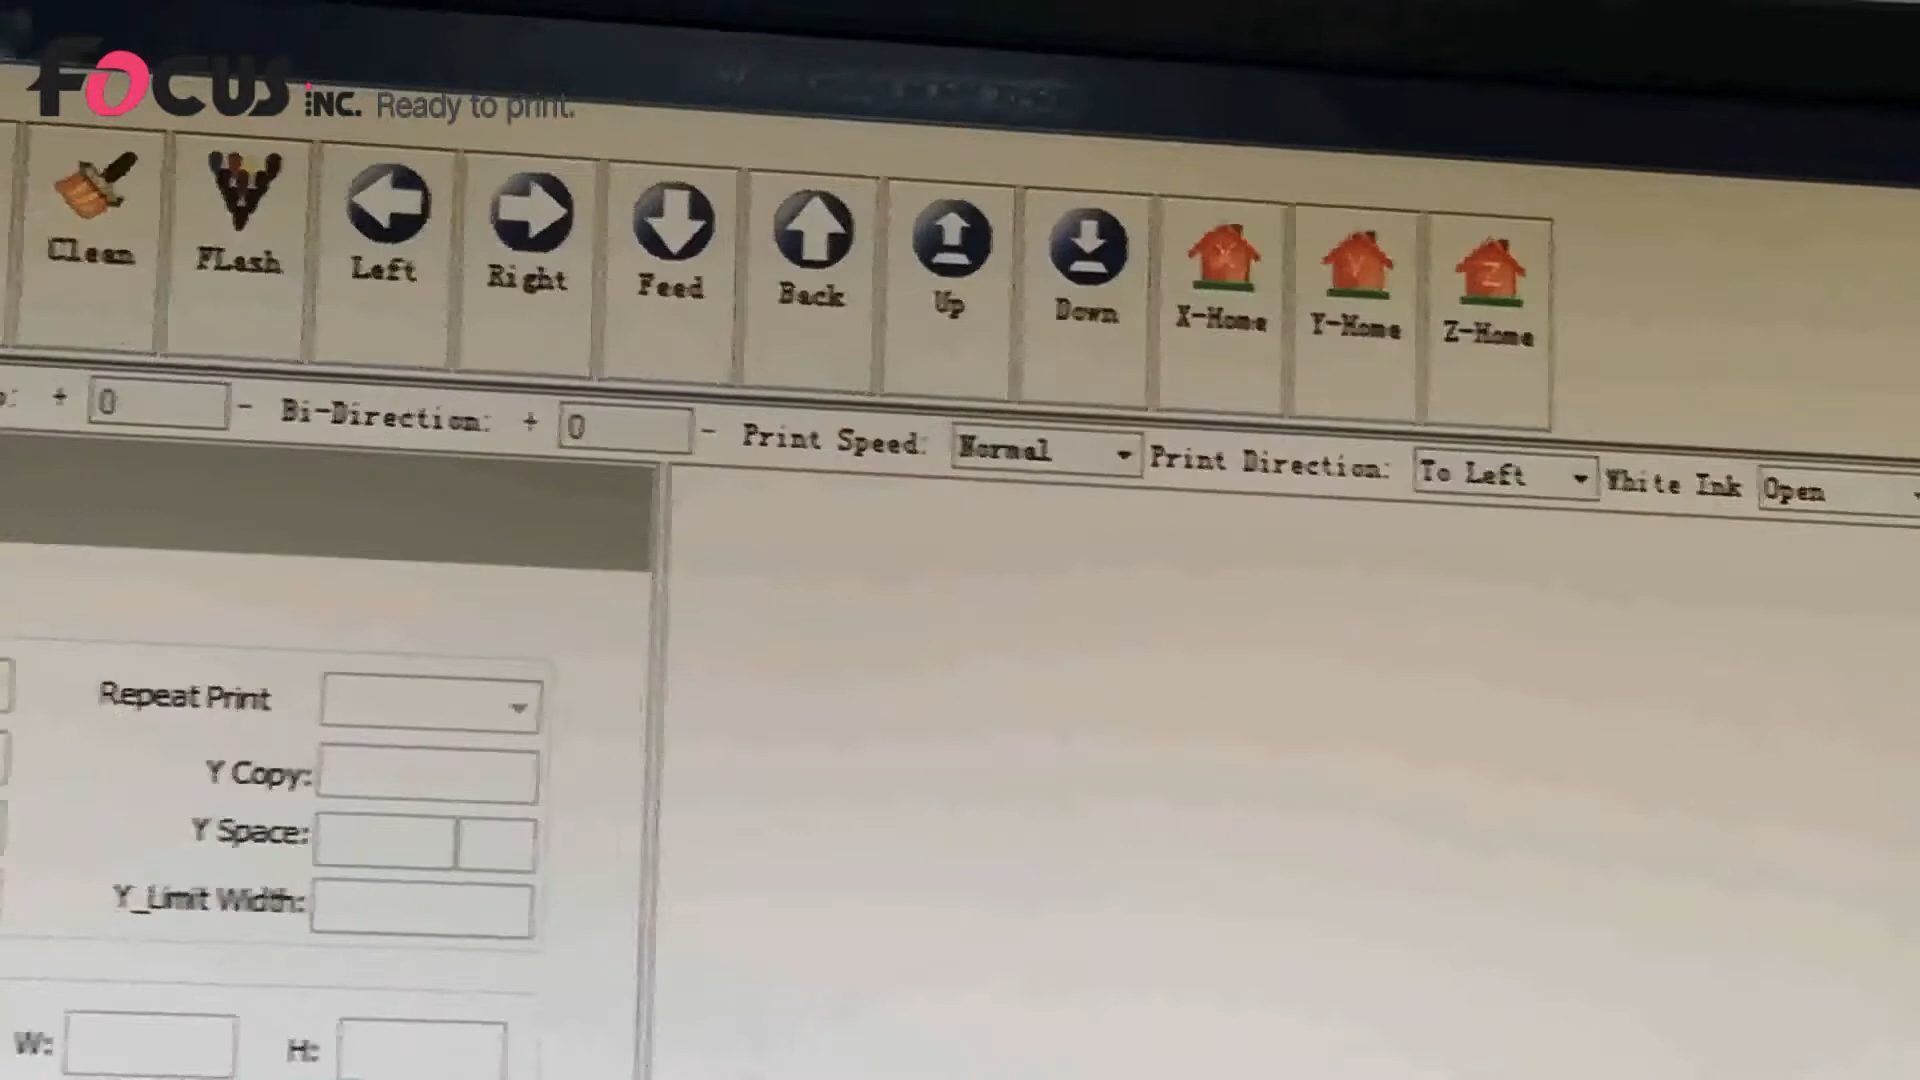 FOCUS INC. Ready to print.
Clean FLash Left Right Feed Back Up Down X-Home Y-Home Z-Home
+ 0 - Bi-Direction: + 0 - Print Speed: Normal Print Direction: To Left White Ink Open
Repeat Print
Y Copy:
Y Space:
Y_Limit Width:
W: H: